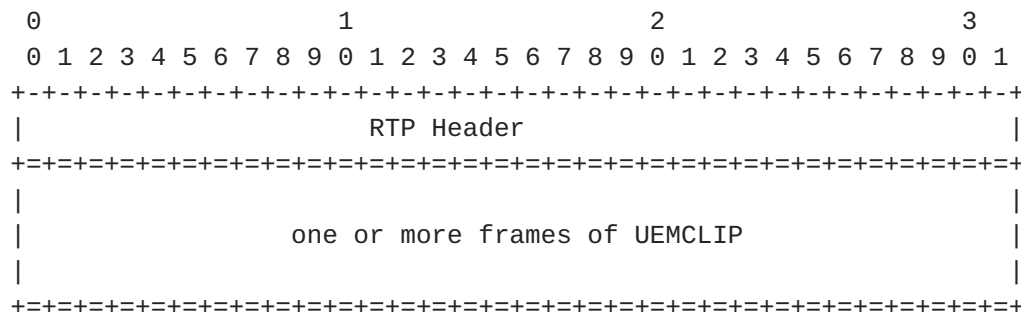 0                   1                   2                   3
 0 1 2 3 4 5 6 7 8 9 0 1 2 3 4 5 6 7 8 9 0 1 2 3 4 5 6 7 8 9 0 1
+-+-+-+-+-+-+-+-+-+-+-+-+-+-+-+-+-+-+-+-+-+-+-+-+-+-+-+-+-+-+-+-+
|                      RTP Header                               |
+=+=+=+=+=+=+=+=+=+=+=+=+=+=+=+=+=+=+=+=+=+=+=+=+=+=+=+=+=+=+=+=+
|                                                               |
|                 one or more frames of UEMCLIP                 |
|                                                               |
+=+=+=+=+=+=+=+=+=+=+=+=+=+=+=+=+=+=+=+=+=+=+=+=+=+=+=+=+=+=+=+=+